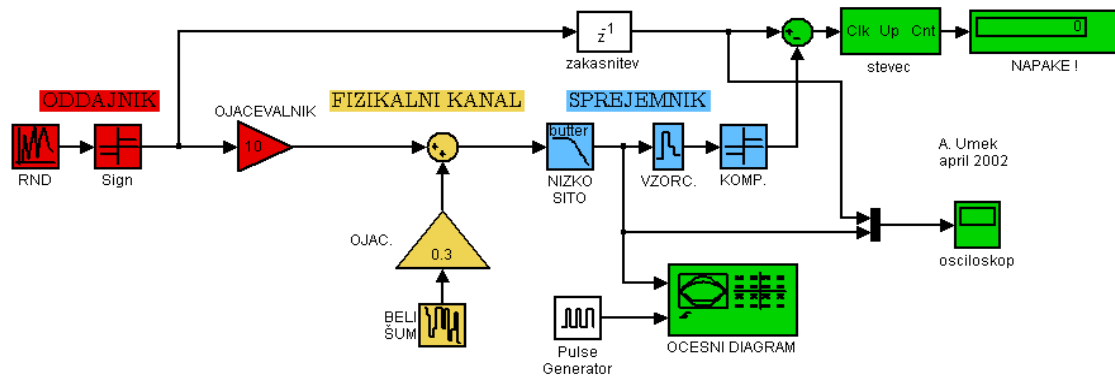 z⁻¹
zakasnitev
+
-
Clk Up Cnt
stevec
0
NAPAKE !
ODDAJNIK
OJACEVALNIK
FIZIKALNI KANAL
SPREJEMNIK
RND
Sign
10
+
+
butter
NIZKO
SITO
VZORC.
KOMP.
A. Umek
april 2002
OJAC.
0.3
osciloskop
BELI
ŠUM
Pulse
Generator
OCESNI DIAGRAM